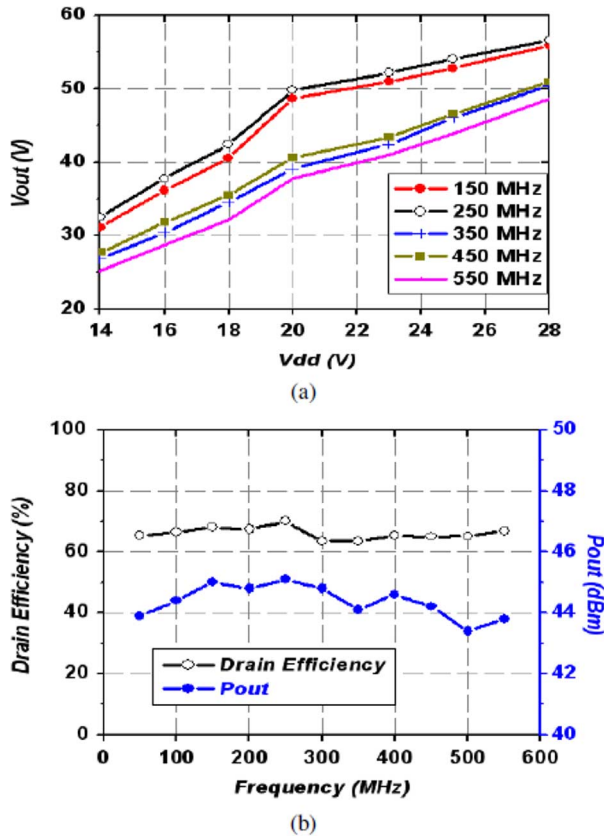 60
50
40
30
20
Vout (V)
150 MHz
250 MHz
350 MHz
450 MHz
550 MHz
14 16 18 20 22 24 26 28
Vdd (V)
(a)
100
80
60
40
20
0
Drain Efficiency (%)
50
48
46
44
42
40
Pout (dBm)
Drain Efficiency
Pout
0 100 200 300 400 500 600
Frequency (MHz)
(b)